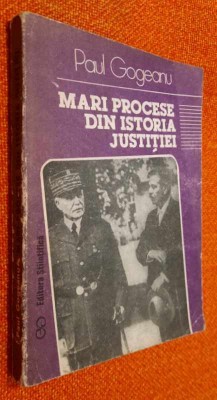 Paul Gogeanu
MARI PROCESE
DIN ISTORIA
JUSTIȚIEI
Editura Științifică